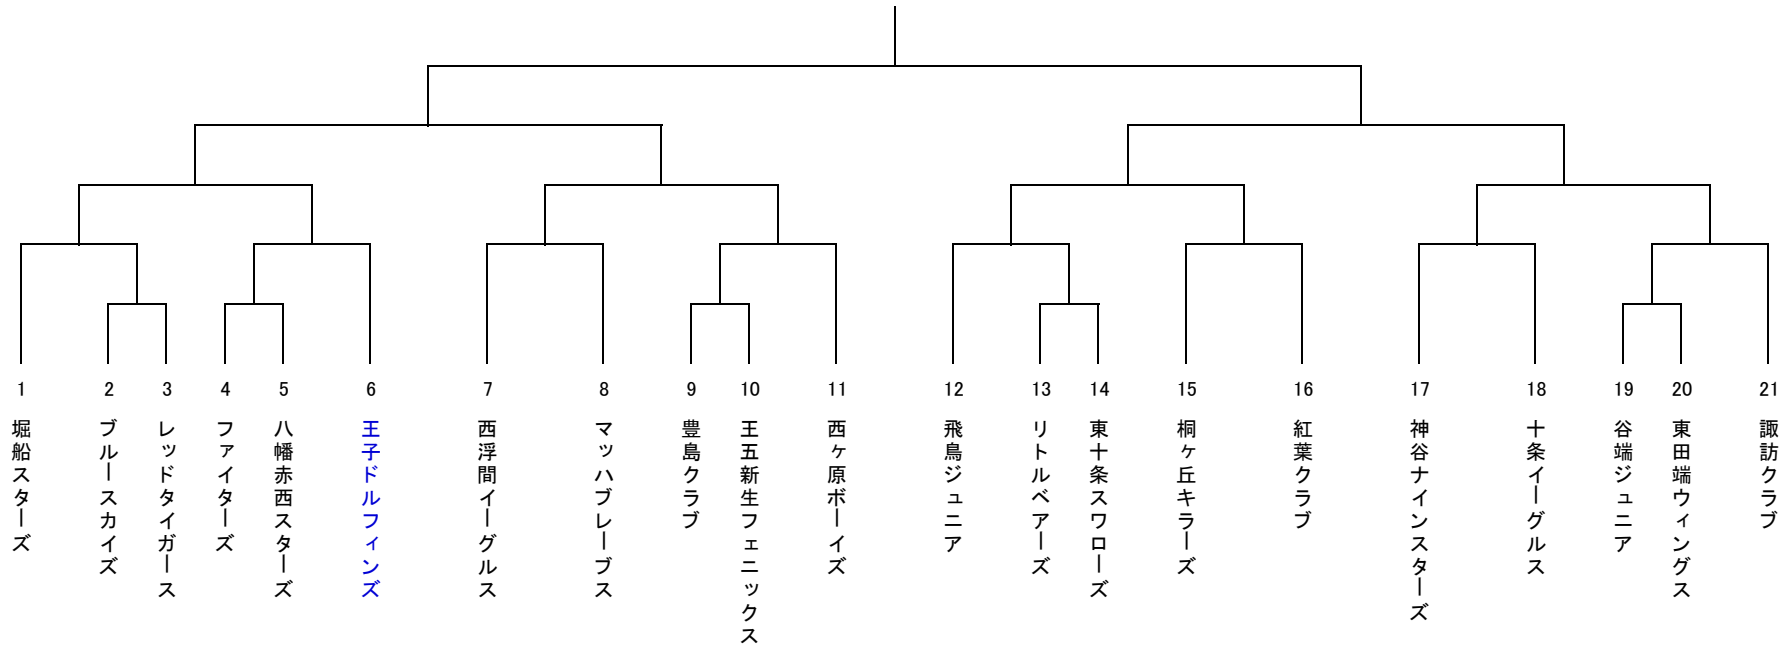 1
堀船スターズ
2
ブルースカイズ
3
レッドタイガース
4
ファイターズ
5
八幡赤西スターズ
6
王子ドルフィンズ
7
西浮間イーグルス
8
マッハブレーブス
9
豊島クラブ
10
王五新生フェニックス
11
西ヶ原ボーイズ
12
飛鳥ジュニア
13
リトルベアーズ
14
東十条スワローズ
15
桐ヶ丘キラーズ
16
紅葉クラブ
17
神谷ナインスターズ
18
十条イーグルス
19
谷端ジュニア
20
東田端ウィングス
21
諏訪クラブ